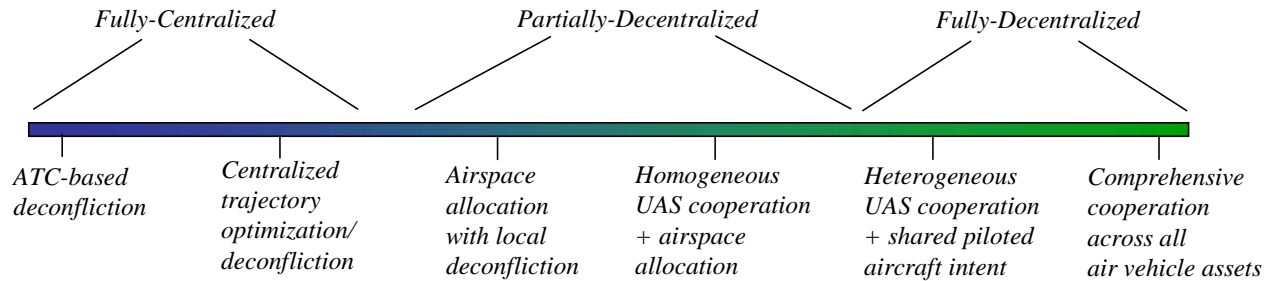 Fully-Centralized
Partially-Decentralized
Fully-Decentralized
ATC-based
deconfliction
Centralized
trajectory
optimization/
deconfliction
Airspace
allocation
with local
deconfliction
Homogeneous
UAS cooperation
+ airspace
allocation
Heterogeneous
UAS cooperation
+ shared piloted
aircraft intent
Comprehensive
cooperation
across all
air vehicle assets